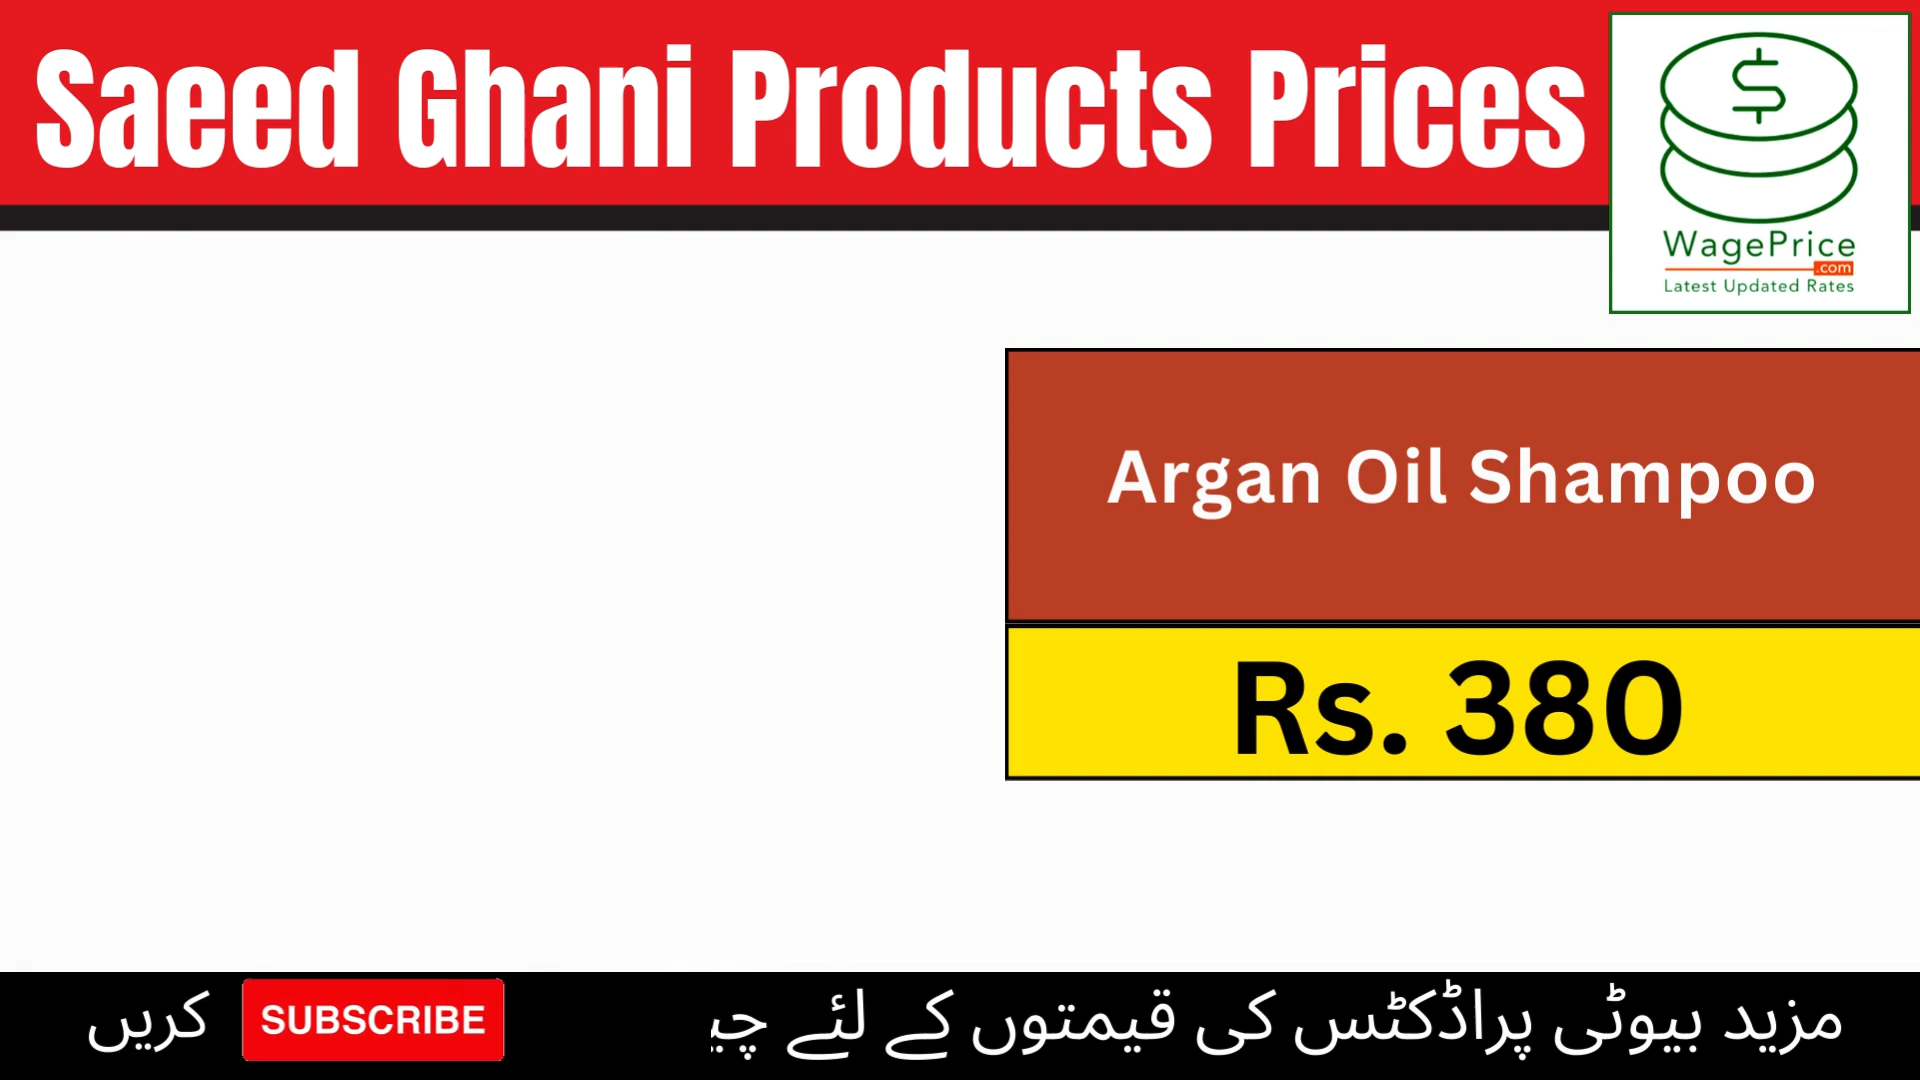 Saeed Ghani Products Prices
$
WagePrice
.com
Latest Updated Rates
Argan Oil Shampoo
Rs. 380
مزید بیوٹی پراڈکٹس کی قیمتوں کے لئے
SUBSCRIBE
کریں